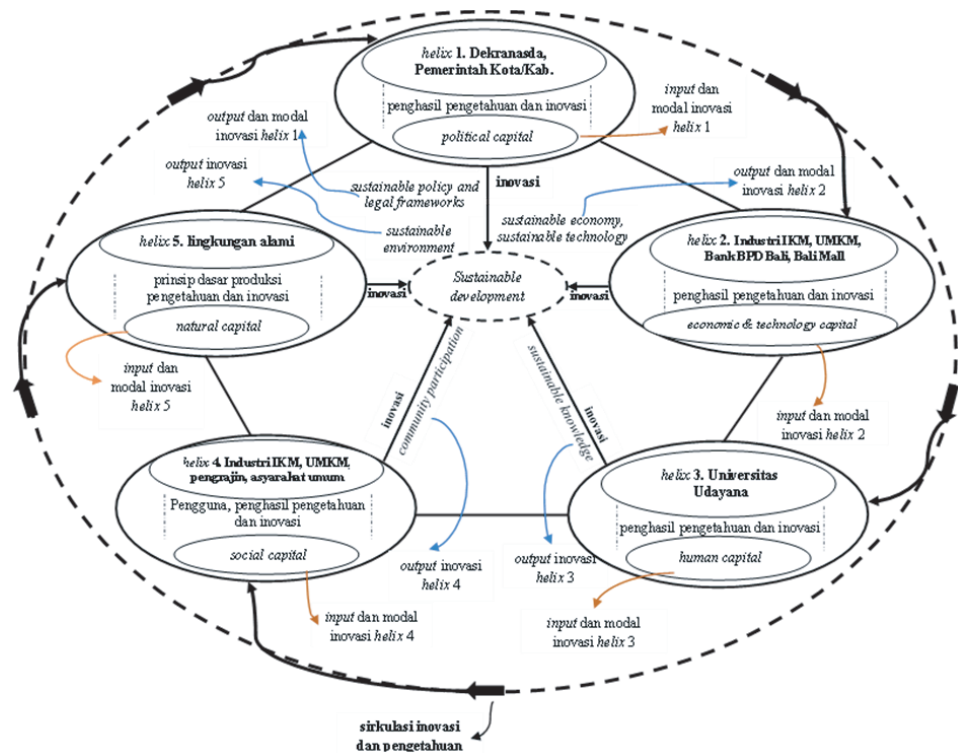 helix 1. Dekranasda,
Pemerintah Kota/Kab.
penghasil pengetahuan dan inovasi
political capital
input dan
modal inovasi
helix 1
output dan modal
inovasi helix 1
output inovasi
helix 5
sustainable policy and
legal frameworks
sustainable
environment
inovasi
output dan modal
inovasi helix 2
sustainable economy,
sustainable technology
helix 5. lingkungan alami
prinsip dasar produksi
pengetahuan dan inovasi
natural capital
inovasi
Sustainable
development
inovasi
helix 2. Industri IKM, UMKM,
Bank BPD Bali, Bali Mall
penghasil pengetahuan dan inovasi
economic & technology capital
input dan
modal inovasi
helix 5
inovasi
community participation
sustainable knowledge
inovasi
input dan modal
inovasi helix 2
helix 4. Industri IKM, UMKM,
pengrajin, asyarahat umum
Pengguna, penghasil pengetahuan
dan inovasi
social capital
helix 3. Universitas
Udayana
penghasil pengetahuan dan inovasi
human capital
output inovasi
helix 4
output inovasi
helix 3
input dan modal
inovasi helix 4
input dan modal
inovasi helix 3
sirkulasi inovasi
dan pengetahuan